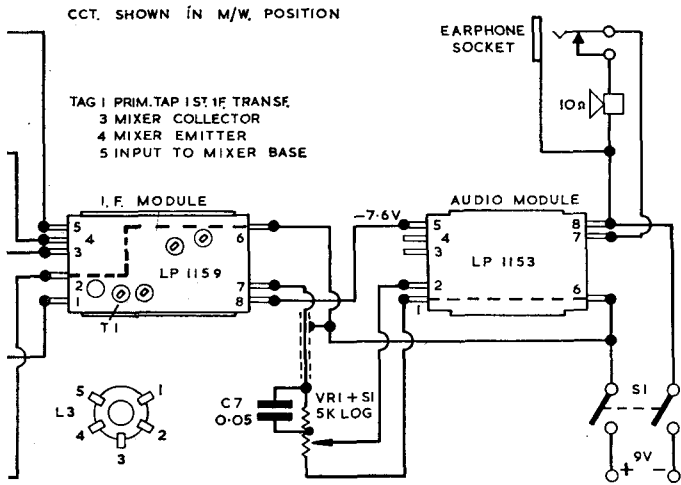 CCT. SHOWN IN M/W. POSITION
EARPHONE
SOCKET
TAG 1 PRIM. TAP 1ST. 1F. TRANSF.
3 MIXER COLLECTOR
4 MIXER EMITTER
5 INPUT TO MIXER BASE
10Ω
I.F. MODULE
AUDIO MODULE
-7.6V
5
4
3
2
1
6
7
8
LP 1159
T1
5
4
3
2
1
8
7
6
LP 1153
L3
5
1
4
2
3
C7
0.05
VR1 + S1
5K LOG
S1
+ 9V -